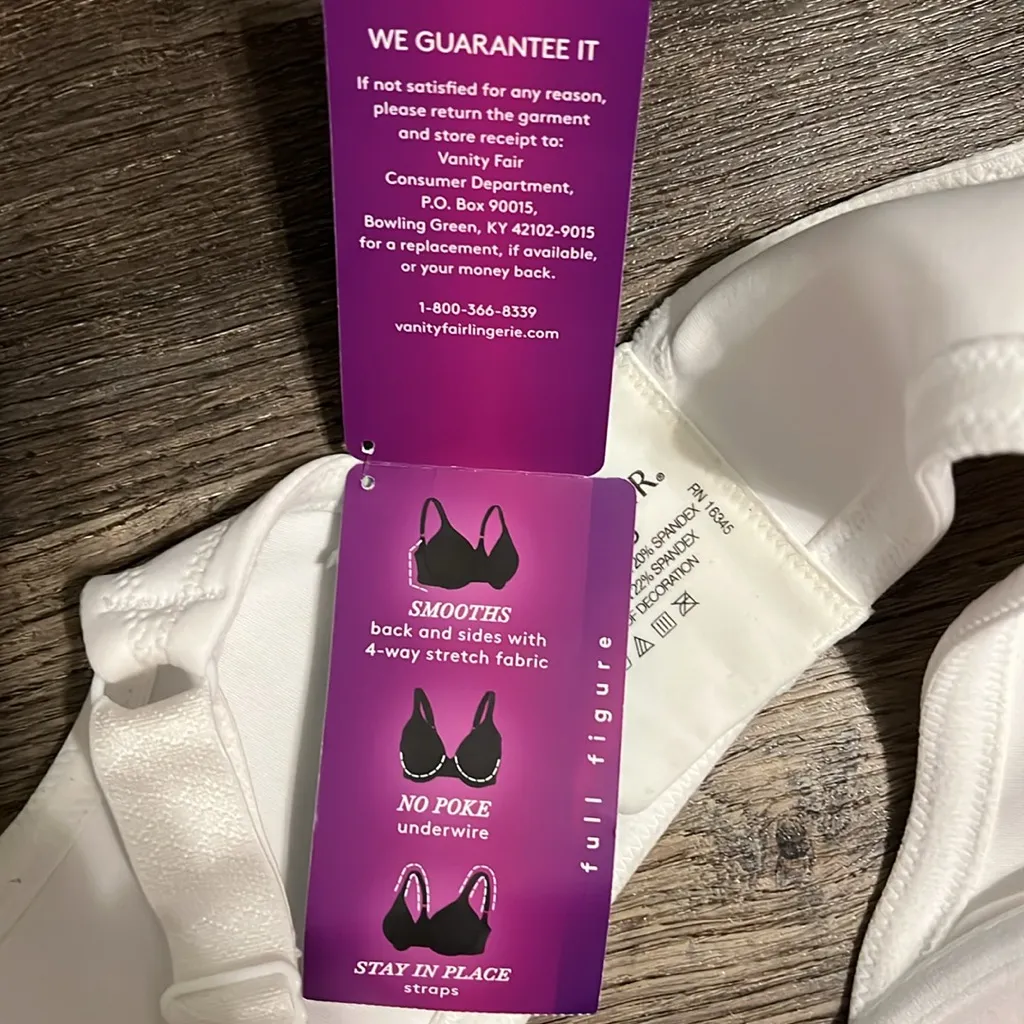 WE GUARANTEE IT
If not satisfied for any reason,
please return the garment
and store receipt to:
Vanity Fair
Consumer Department,
P.O. Box 90015,
Bowling Green, KY 42102-9015
for a replacement, if available,
or your money back.
1-800-366-8339
vanityfairlingerie.com
SMOOTHS
back and sides with
4-way stretch fabric
NO POKE
underwire
STAY IN PLACE
straps
full figure
R®
RN 16345
20% SPANDEX
22% SPANDEX
OF DECORATION